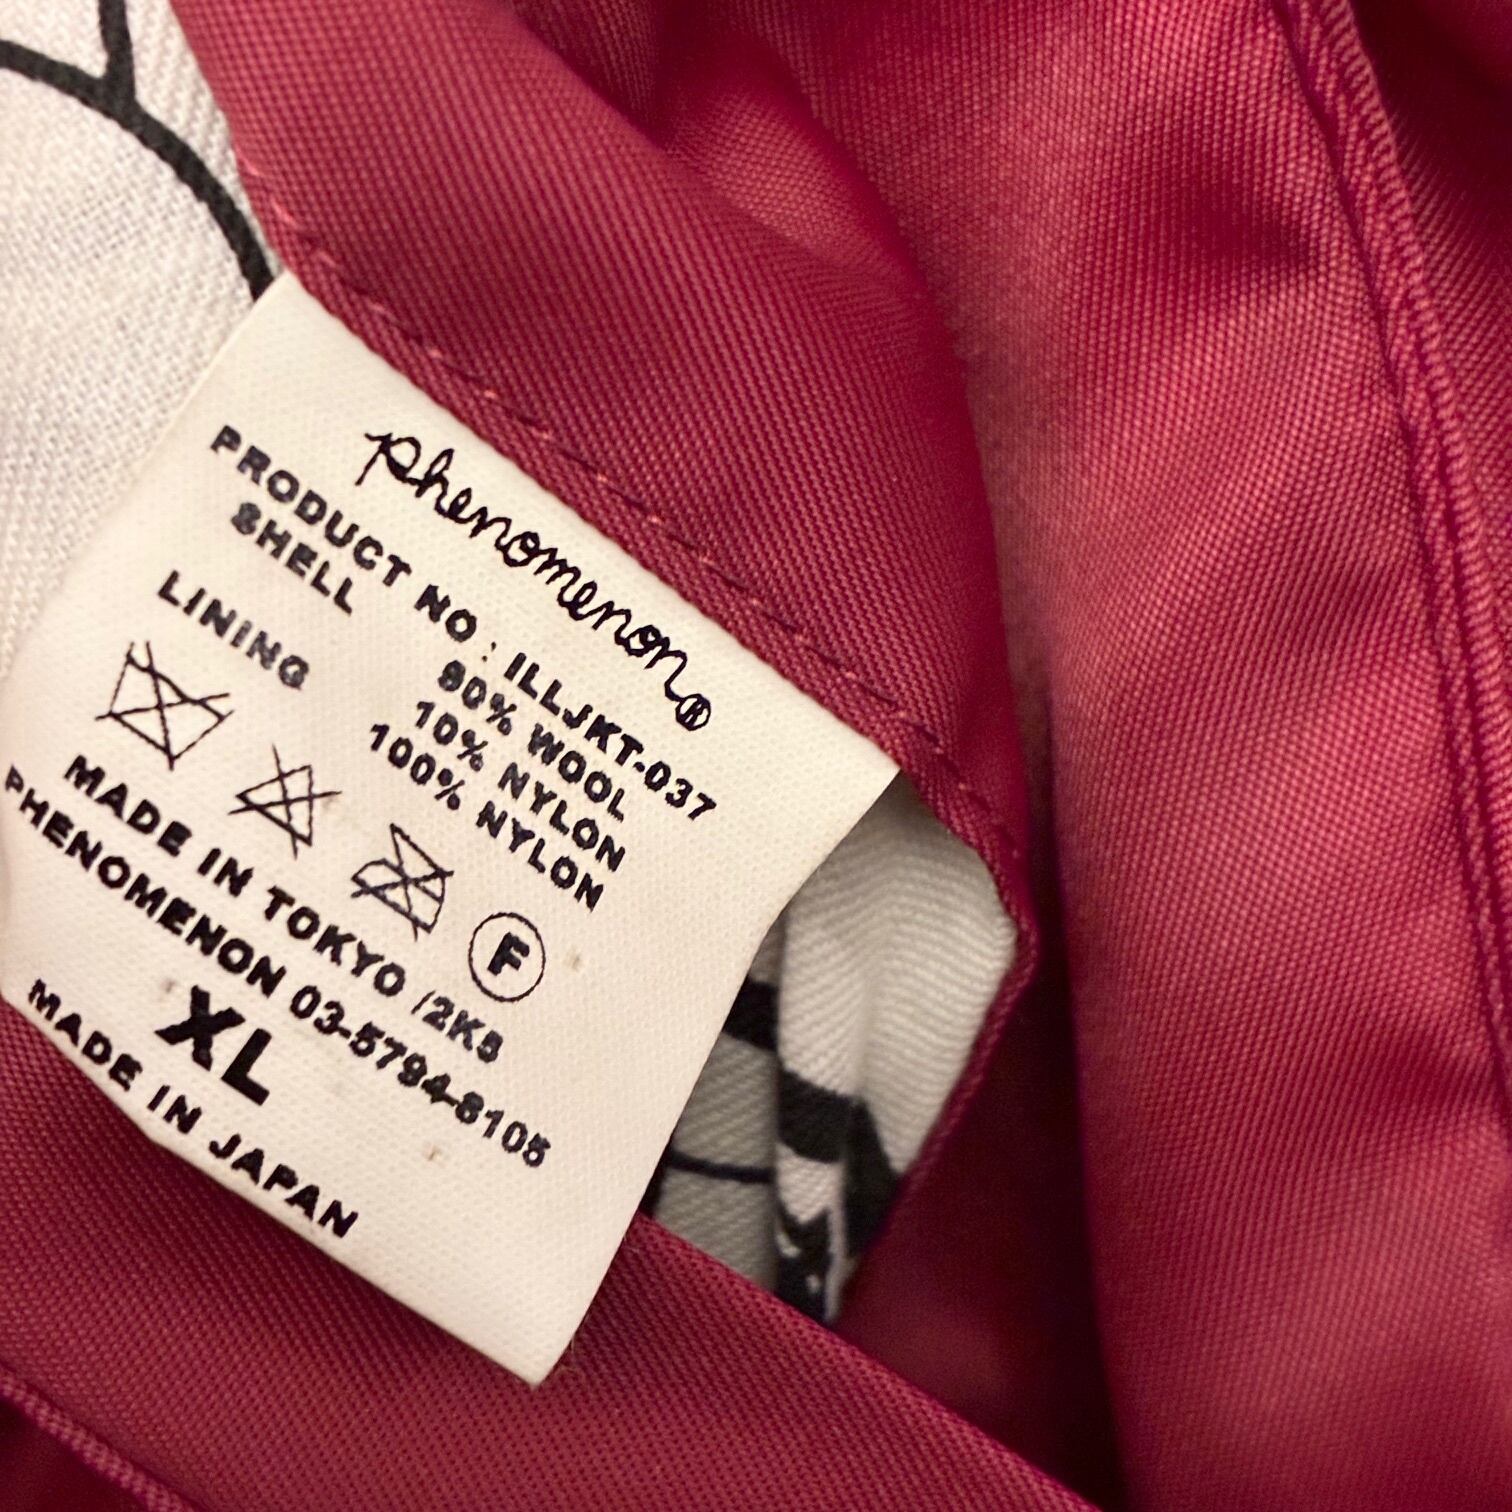 phenomenon®
PRODUCT NO : ILLJKT-037
SHELL 90% WOOL
10% NYLON
LINING 100% NYLON
F
MADE IN TOKYO /2K5
PHENOMENON 03-5794-8105
XL
MADE IN JAPAN